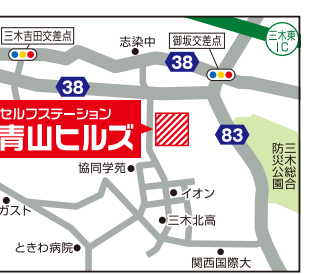 三木吉田交差点
志染中
御坂交差点
三木東
IC
38
38
セルフステーション
青山ヒルズ
83
協同学苑
三木総合
防災公園
イオン
ガスト
三木北高
ときわ病院
関西国際大